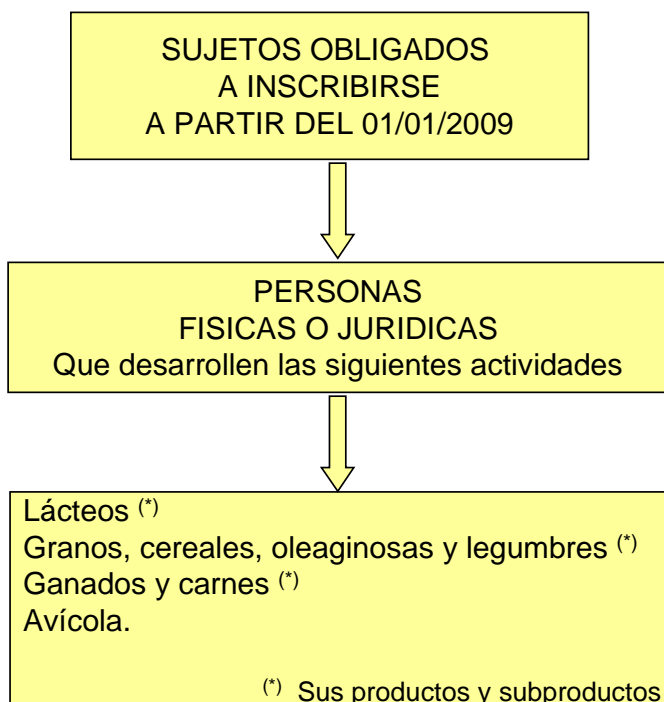 SUJETOS OBLIGADOS
A INSCRIBIRSE
A PARTIR DEL 01/01/2009
PERSONAS
FISICAS O JURIDICAS
Que desarrollen las siguientes actividades
Lácteos (*)
Granos, cereales, oleaginosas y legumbres (*)
Ganados y carnes (*)
Avícola.
(*) Sus productos y subproductos